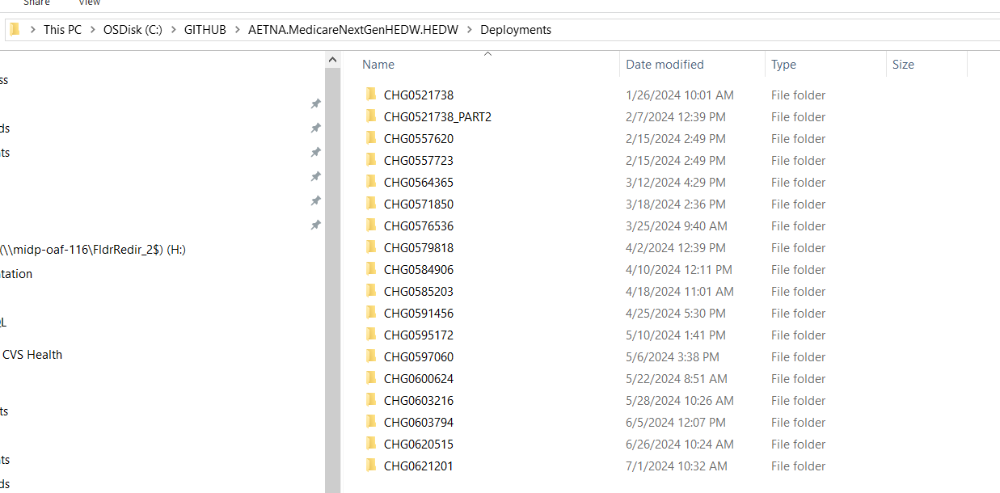 Share View
This PC > OSDisk (C:) > GITHUB > AETNA.MedicareNextGenHEDW.HEDW > Deployments
Name Date modified Type Size
ss
ds
ts
(\\midp-oaf-116\FldrRedir_2$) (H:)
tation
QL
CVS Health
ts
ts
ds
CHG0521738 1/26/2024 10:01 AM File folder
CHG0521738_PART2 2/7/2024 12:39 PM File folder
CHG0557620 2/15/2024 2:49 PM File folder
CHG0557723 2/15/2024 2:49 PM File folder
CHG0564365 3/12/2024 4:29 PM File folder
CHG0571850 3/18/2024 2:36 PM File folder
CHG0576536 3/25/2024 9:40 AM File folder
CHG0579818 4/2/2024 12:39 PM File folder
CHG0584906 4/10/2024 12:11 PM File folder
CHG0585203 4/18/2024 11:01 AM File folder
CHG0591456 4/25/2024 5:30 PM File folder
CHG0595172 5/10/2024 1:41 PM File folder
CHG0597060 5/6/2024 3:38 PM File folder
CHG0600624 5/22/2024 8:51 AM File folder
CHG0603216 5/28/2024 10:26 AM File folder
CHG0603794 6/5/2024 12:07 PM File folder
CHG0620515 6/26/2024 10:24 AM File folder
CHG0621201 7/1/2024 10:32 AM File folder